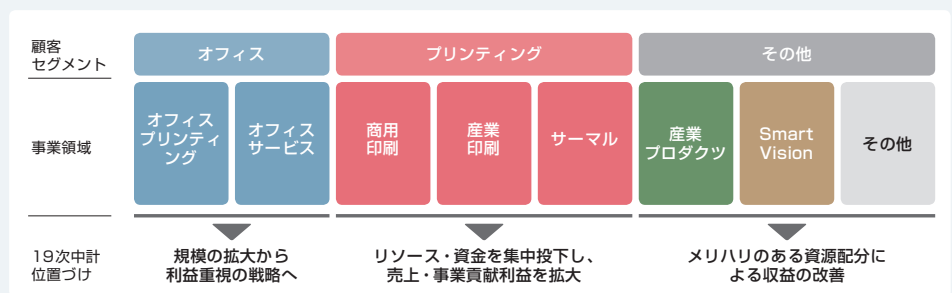 顧客
セグメント
オフィス
プリンティング
その他
事業領域
オフィス
プリンティ
ング
オフィス
サービス
商用
印刷
産業
印刷
サーマル
産業
プロダクツ
Smart
Vision
その他
19次中計
位置づけ
規模の拡大から
利益重視の戦略へ
リソース・資金を集中投下し、
売上・事業貢献利益を拡大
メリハリのある資源配分に
よる収益の改善